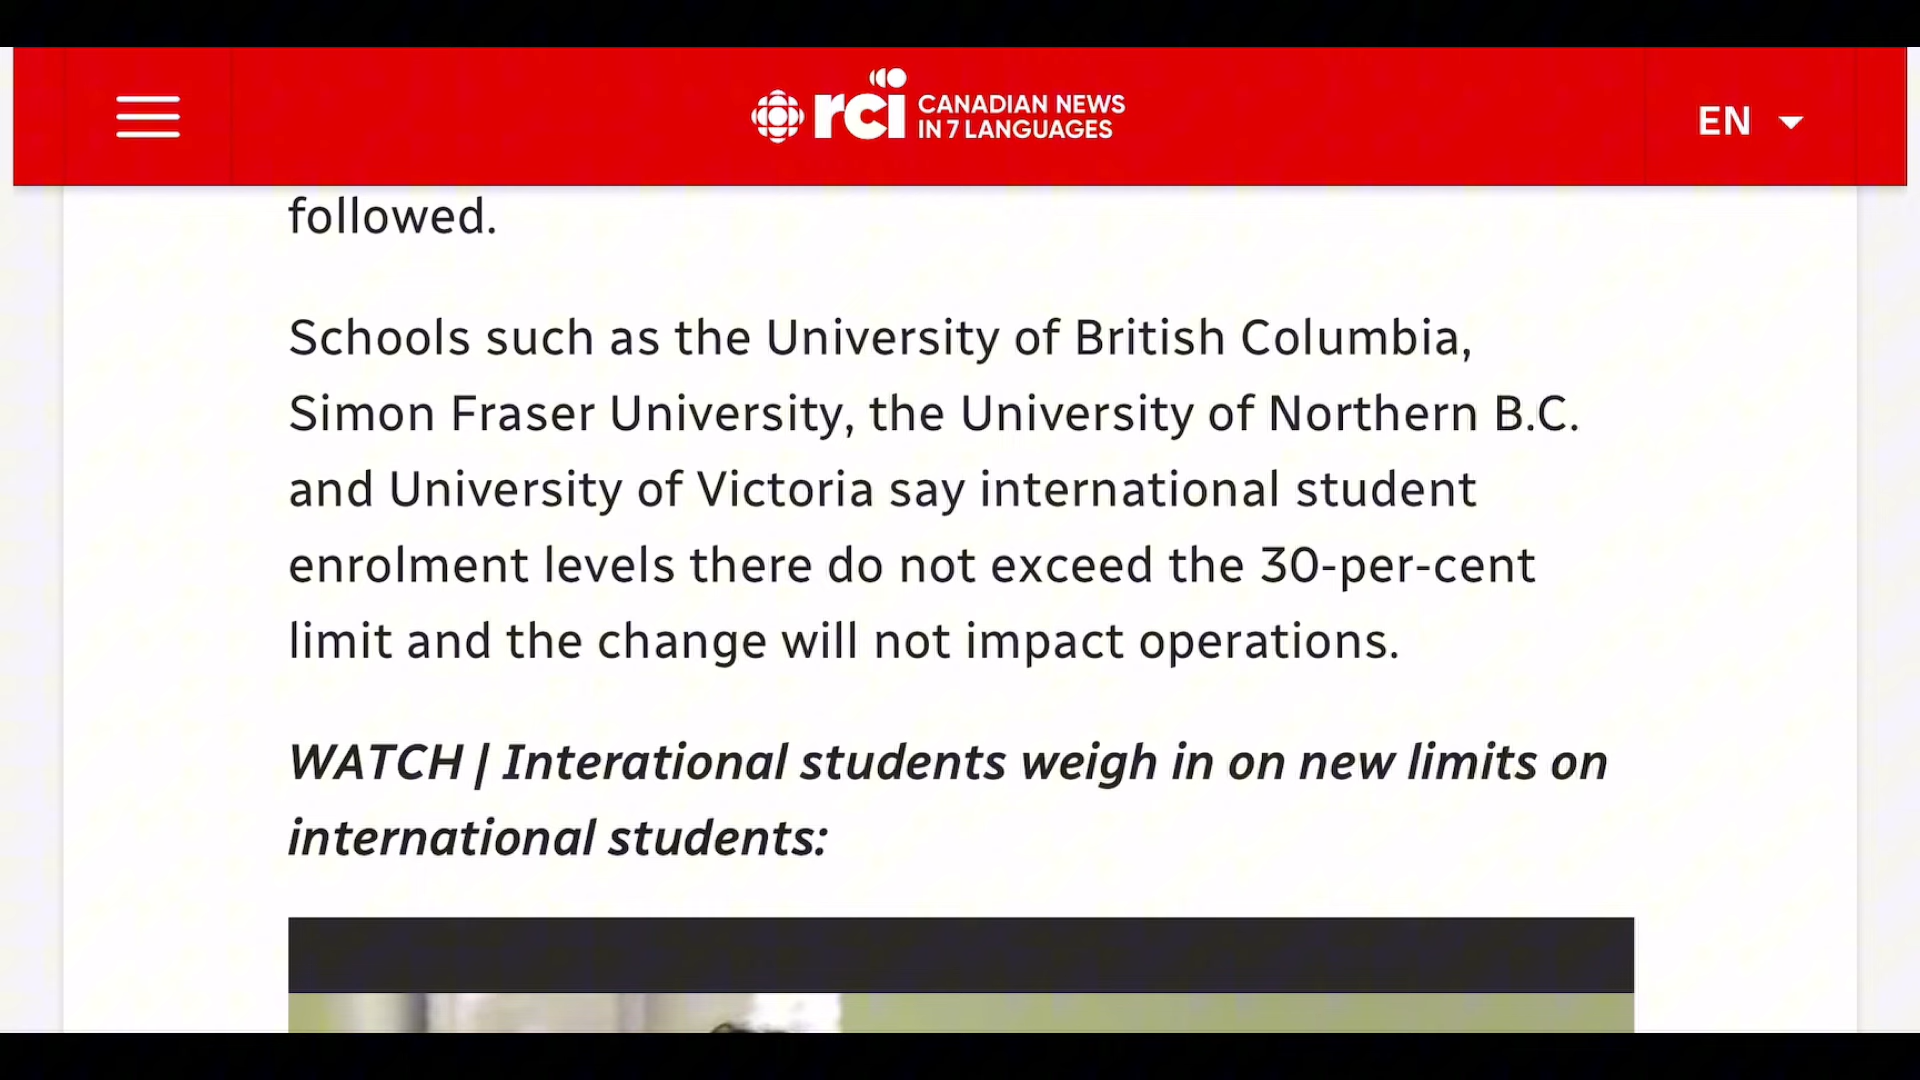 rci CANADIAN NEWS
IN 7 LANGUAGES
EN
followed.
Schools such as the University of British Columbia,
Simon Fraser University, the University of Northern B.C.
and University of Victoria say international student
enrolment levels there do not exceed the 30-per-cent
limit and the change will not impact operations.
WATCH | Interational students weigh in on new limits on
international students: